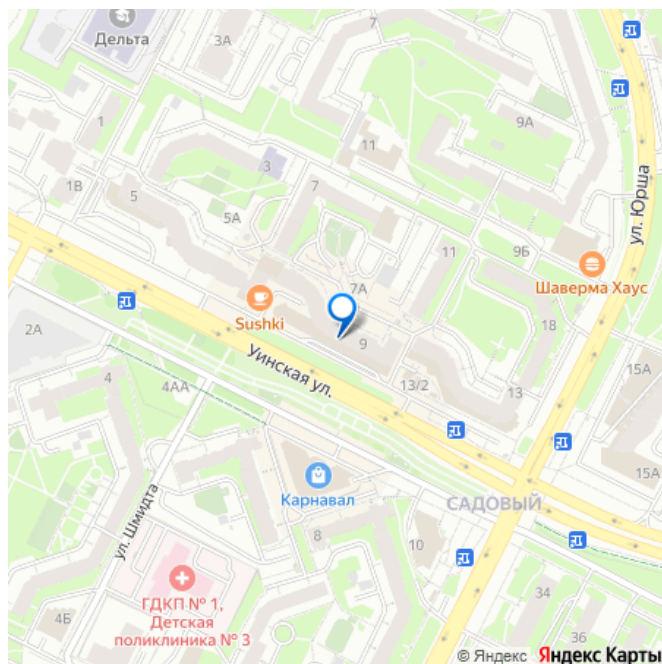 7
Дельта
3А
9А
ул. Юрша
1
11
3
1В
5
7
5А
11
9Б
7А
Шаверма Хаус
Sushki
2А
9
18
Уинская ул.
13/2
13
15А
4
4АА
15А
Карнавал
САДОВЫЙ
ул. Шмидта
8
10
ГДКП № 1,
Детская
поликлиника № 3
34
4Б
36
© Яндекс Яндекс Карты